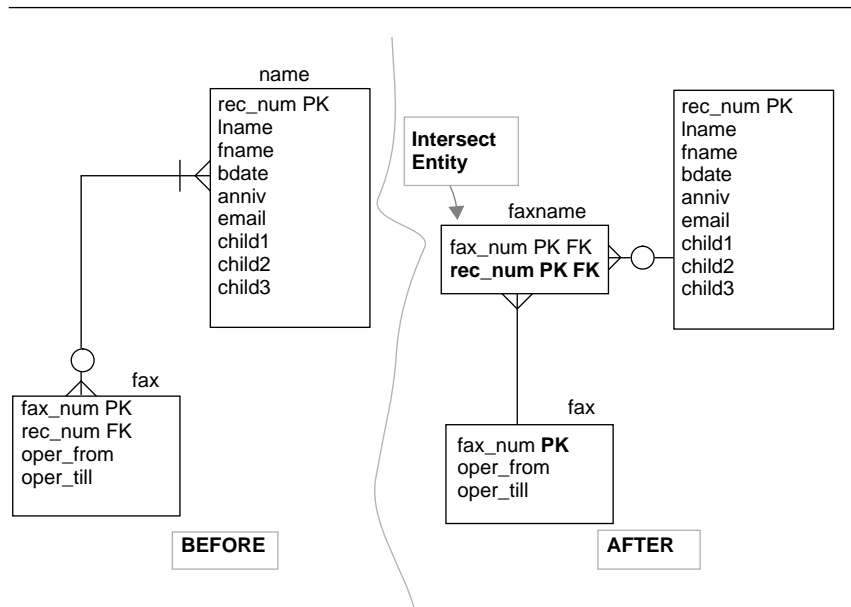 name
rec_num PK
lname
fname
bdate
anniv
email
child1
child2
child3
fax
fax_num PK
rec_num FK
oper_from
oper_till
BEFORE
Intersect
Entity
faxname
fax_num PK FK
rec_num PK FK
rec_num PK
lname
fname
bdate
anniv
email
child1
child2
child3
fax
fax_num PK
oper_from
oper_till
AFTER